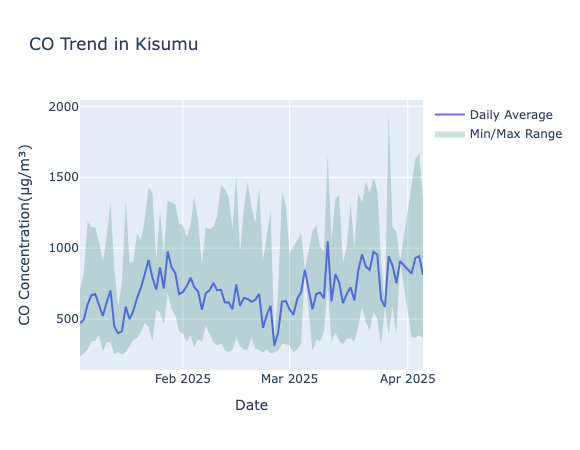 CO Trend in Kisumu
2000
1500
1000
500
CO Concentration(µg/m³)
Feb 2025
Mar 2025
Apr 2025
Date
Daily Average
Min/Max Range